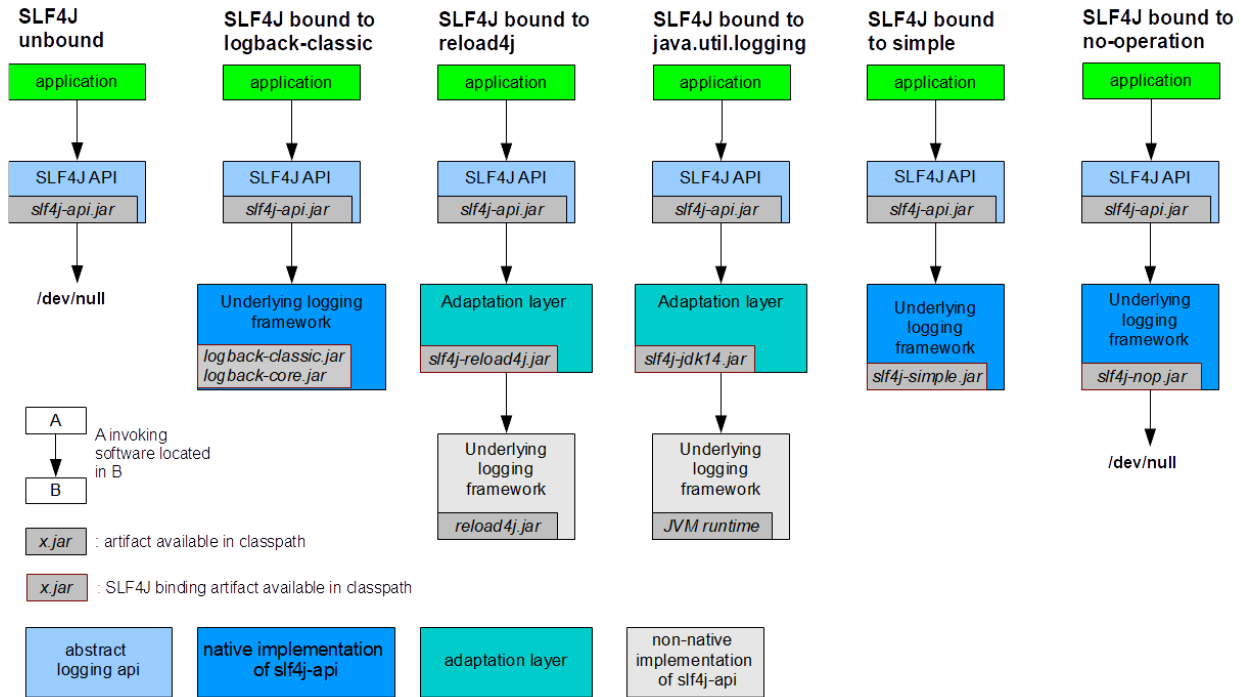 SLF4J
unbound
SLF4J bound to
logback-classic
SLF4J bound to
reload4j
SLF4J bound to
java.util.logging
SLF4J bound
to simple
SLF4J bound to
no-operation
application
application
application
application
application
application
SLF4J API
slf4j-api.jar
SLF4J API
slf4j-api.jar
SLF4J API
slf4j-api.jar
SLF4J API
slf4j-api.jar
SLF4J API
slf4j-api.jar
SLF4J API
slf4j-api.jar
/dev/null
Underlying logging
framework
logback-classic.jar
logback-core.jar
Adaptation layer
slf4j-reload4j.jar
Adaptation layer
slf4j-jdk14.jar
Underlying
logging
framework
slf4j-simple.jar
Underlying
logging
framework
slf4j-nop.jar
A
A invoking
software located
in B
B
Underlying
logging
framework
reload4j.jar
Underlying
logging
framework
JVM runtime
/dev/null
x.jar : artifact available in classpath
x.jar : SLF4J binding artifact available in classpath
abstract
logging api
native implementation
of slf4j-api
adaptation layer
non-native
implementation
of slf4j-api